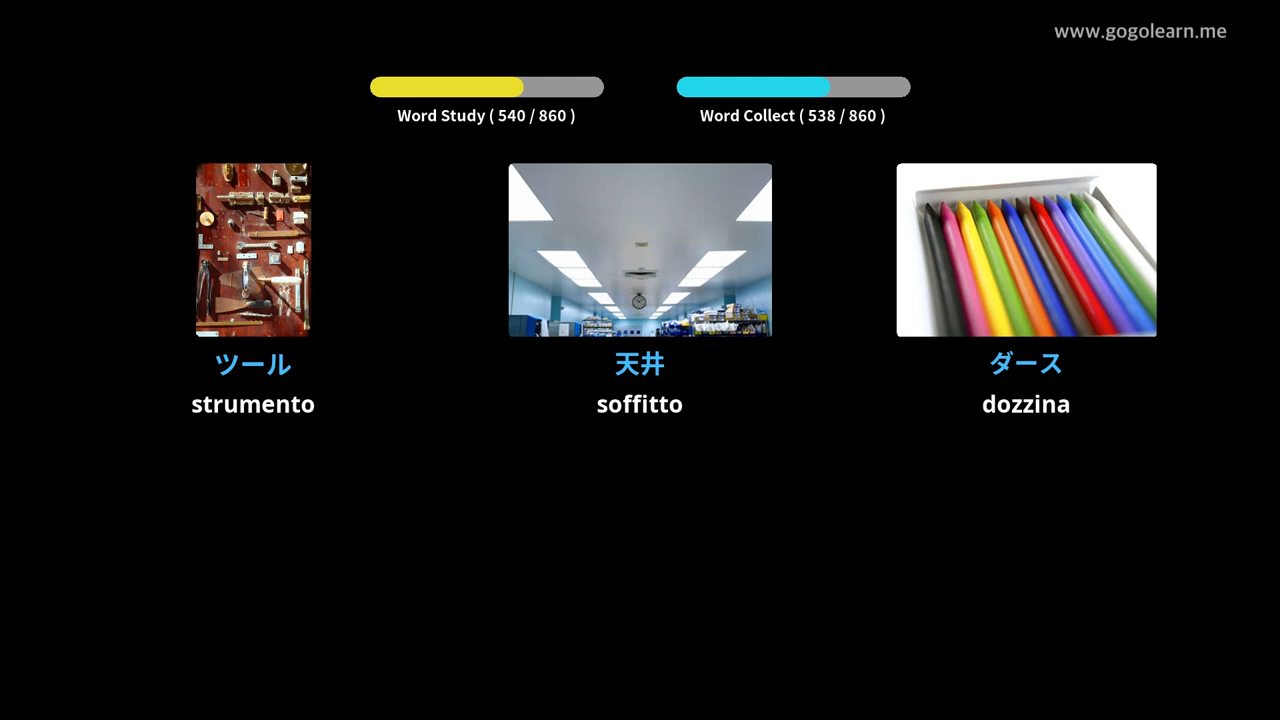 www.gogolearn.me
Word Study ( 540 / 860 )
Word Collect ( 538 / 860 )
ツール
strumento
天井
soffitto
ダース
dozzina